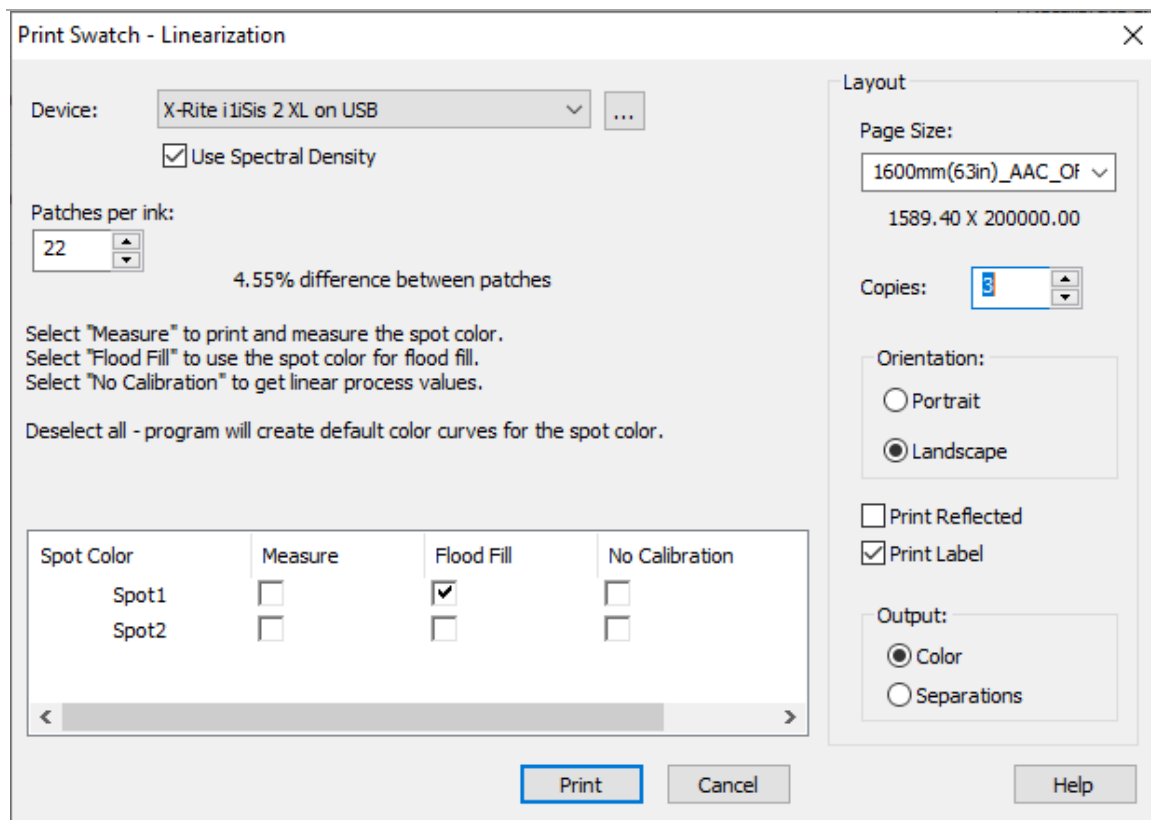 Print Swatch - Linearization
Device:
X-Rite i1iSis 2 XL on USB
...
Use Spectral Density
Patches per ink:
22
4.55% difference between patches
Select "Measure" to print and measure the spot color.
Select "Flood Fill" to use the spot color for flood fill.
Select "No Calibration" to get linear process values.
Deselect all - program will create default color curves for the spot color.
Spot Color Measure Flood Fill No Calibration
Spot1
Spot2
Layout
Page Size:
1600mm(63in)_AAC_OF
1589.40 X 200000.00
Copies: 3
Orientation:
Portrait
Landscape
Print Reflected
Print Label
Output:
Color
Separations
Print Cancel Help